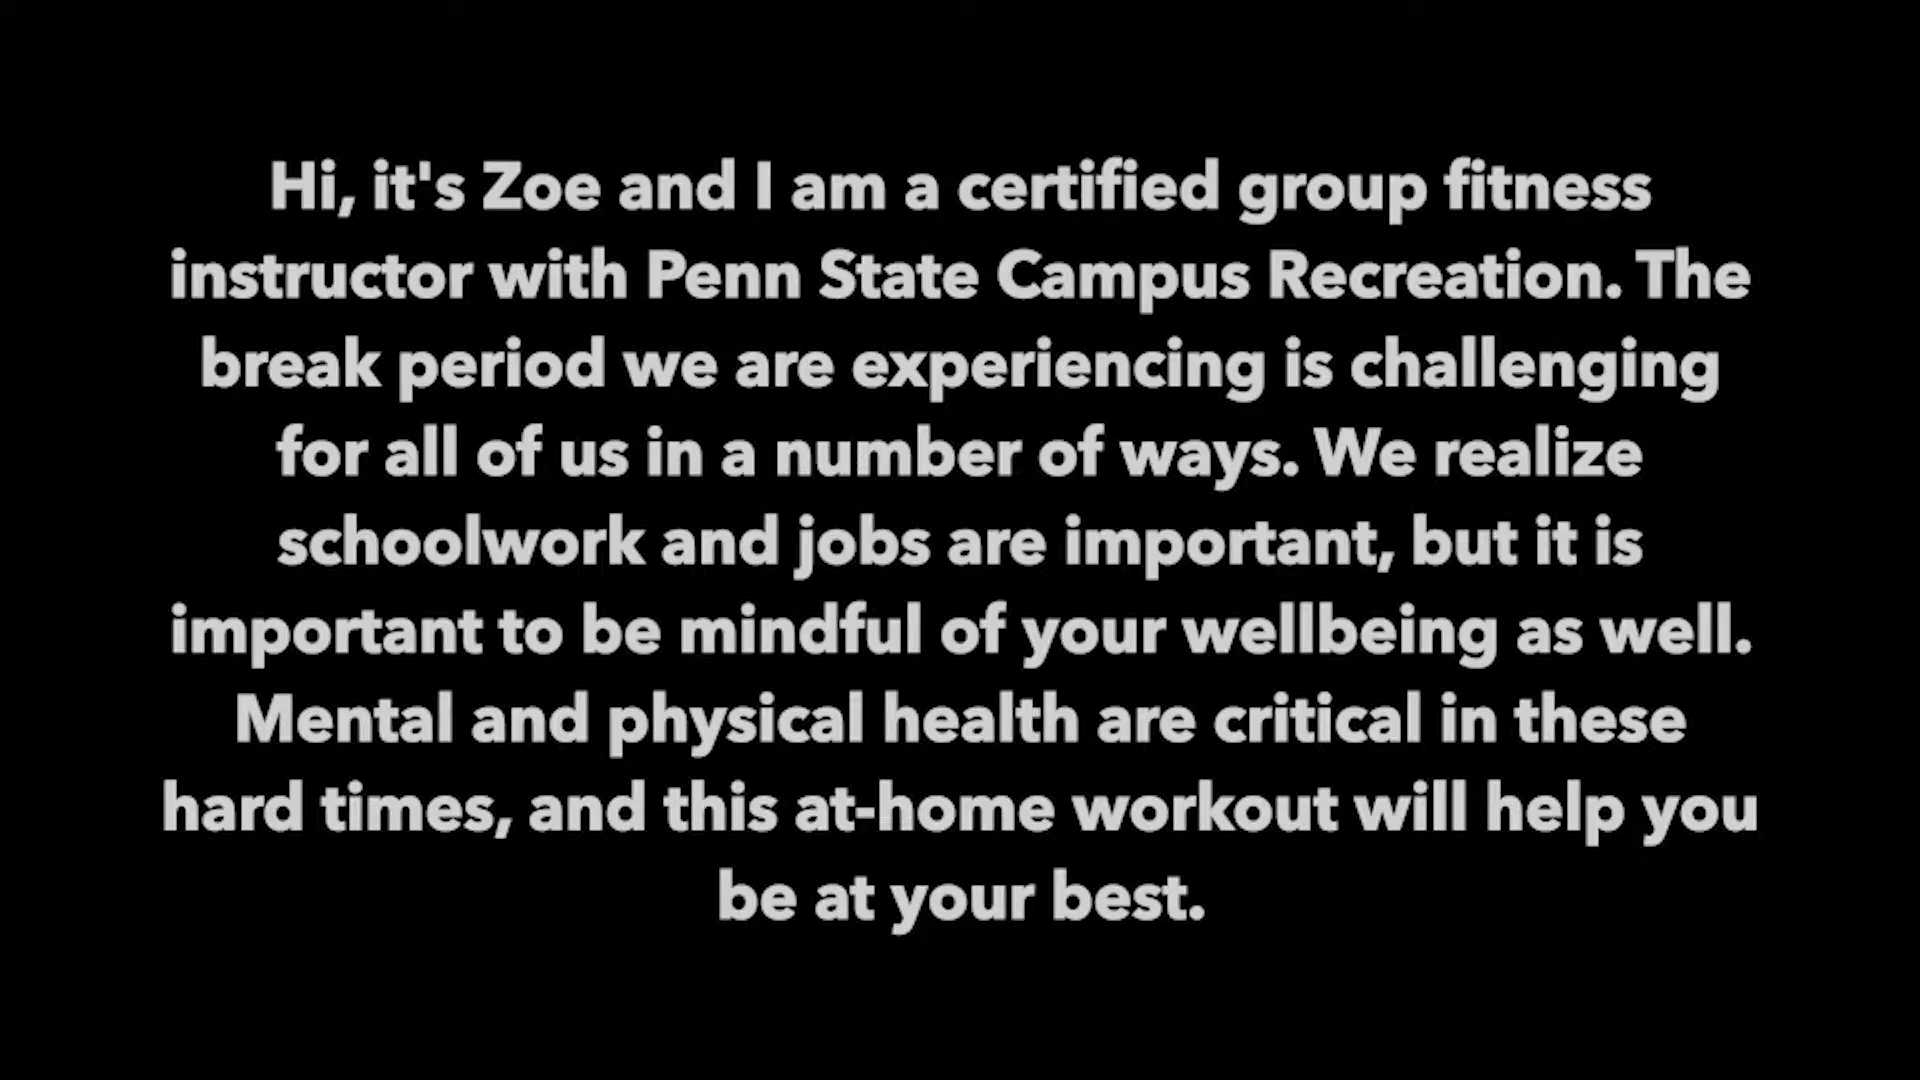 Hi, it's Zoe and I am a certified group fitness
instructor with Penn State Campus Recreation. The
break period we are experiencing is challenging
for all of us in a number of ways. We realize
schoolwork and jobs are important, but it is
important to be mindful of your wellbeing as well.
Mental and physical health are critical in these
hard times, and this at-home workout will help you
be at your best.